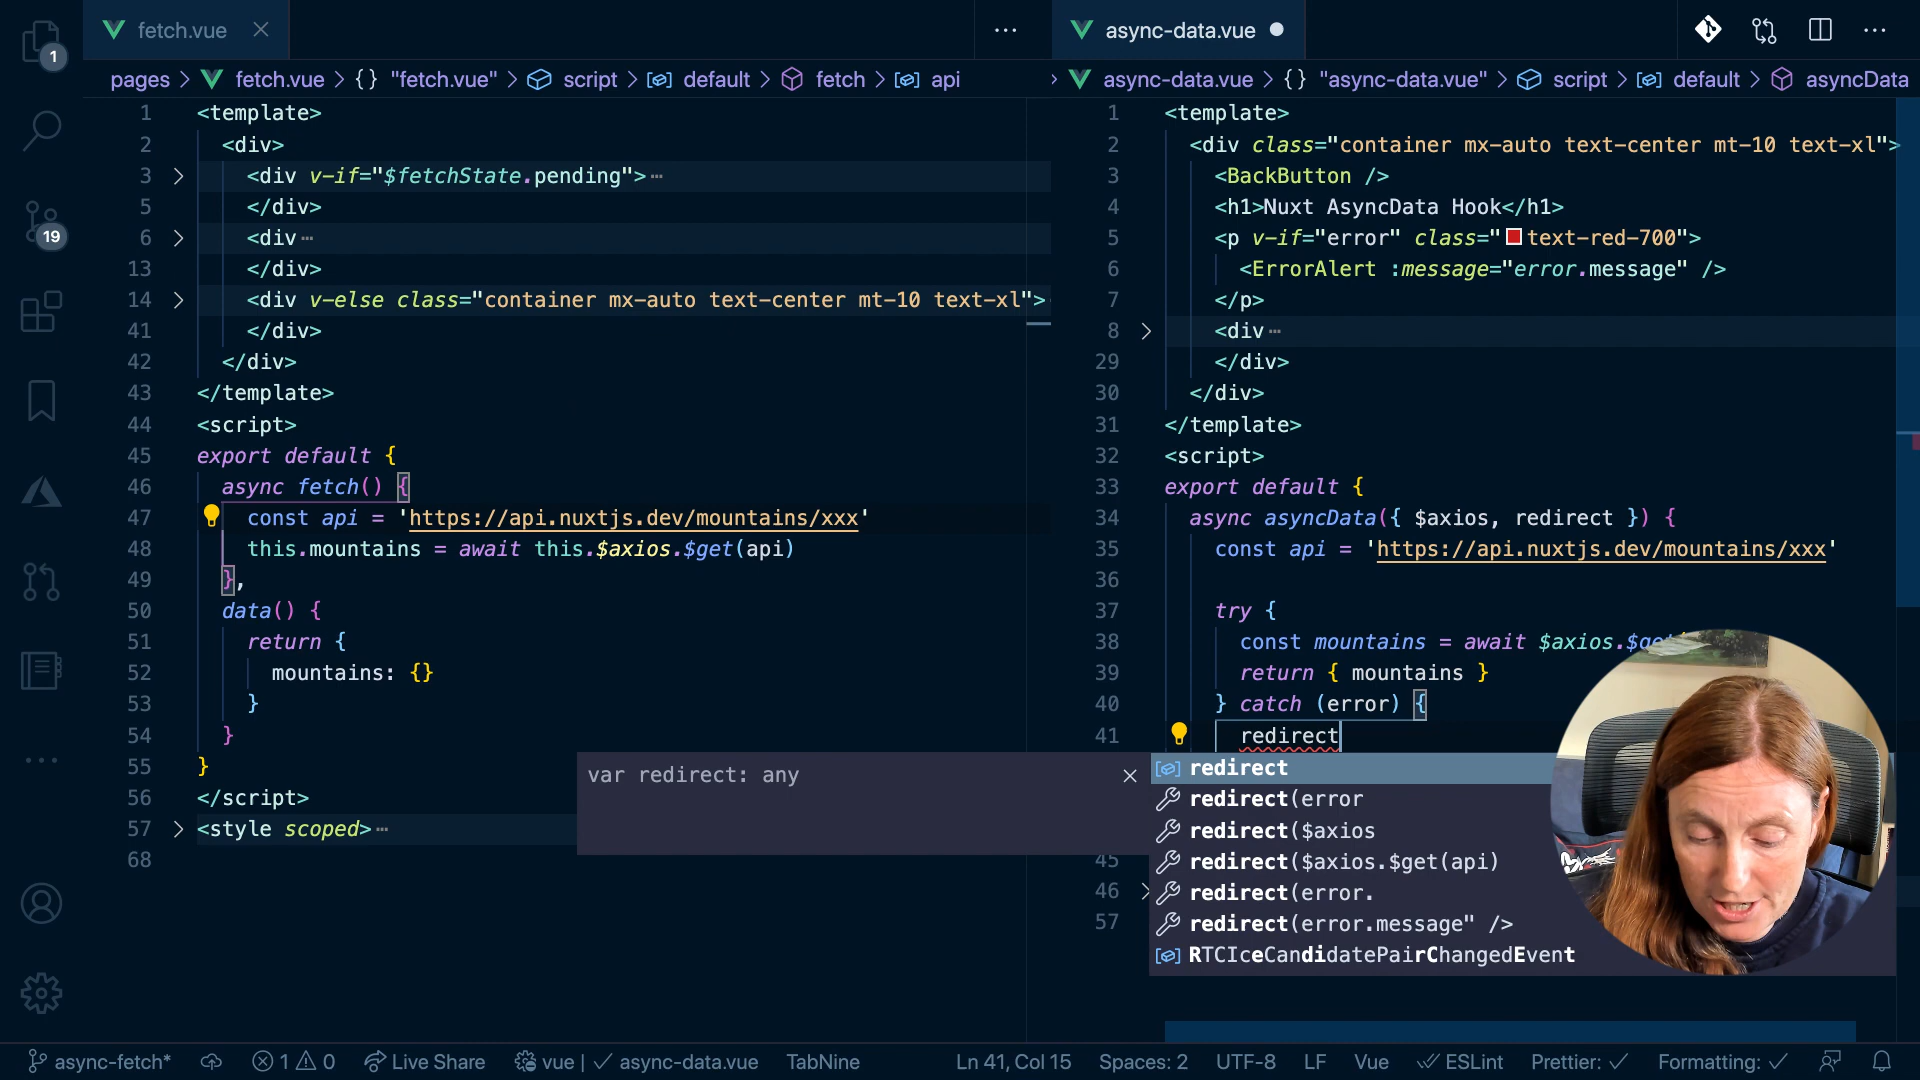 fetch.vue
async-data.vue
1
pages > fetch.vue > {} "fetch.vue" > script > default > fetch > api
async-data.vue > {} "async-data.vue" > script > default > asyncData
1 <template>
2 <div>
3 <div v-if="$fetchState.pending">
5 </div>
6 <div
13 </div>
14 <div v-else class="container mx-auto text-center mt-10 text-xl">
41 </div>
42 </div>
43 </template>
44 <script>
45 export default {
46 async fetch() {
47 const api = 'https://api.nuxtjs.dev/mountains/xxx'
48 this.mountains = await this.$axios.$get(api)
49 },
50 data() {
51 return {
52 mountains: {}
53 }
54 }
55 }
56 </script>
57 <style scoped>
68
19
1 <template>
2 <div class="container mx-auto text-center mt-10 text-xl">
3 <BackButton />
4 <h1>Nuxt AsyncData Hook</h1>
5 <p v-if="error" class="text-red-700">
6 <ErrorAlert :message="error.message" />
7 </p>
8 <div
29 </div>
30 </div>
31 </template>
32 <script>
33 export default {
34 async asyncData({ $axios, redirect }) {
35 const api = 'https://api.nuxtjs.dev/mountains/xxx'
36
37 try {
38 const mountains = await $axios.$get
39 return { mountains }
40 } catch (error) {
41 redirect
var redirect: any
redirect
redirect(error
redirect($axios
45 redirect($axios.$get(api)
46 redirect(error.
57 redirect(error.message" />
RTCIceCandidatePairChangedEvent
async-fetch* 1 0 Live Share vue | async-data.vue TabNine Ln 41, Col 15 Spaces: 2 UTF-8 LF Vue ESLint Prettier: Formatting: